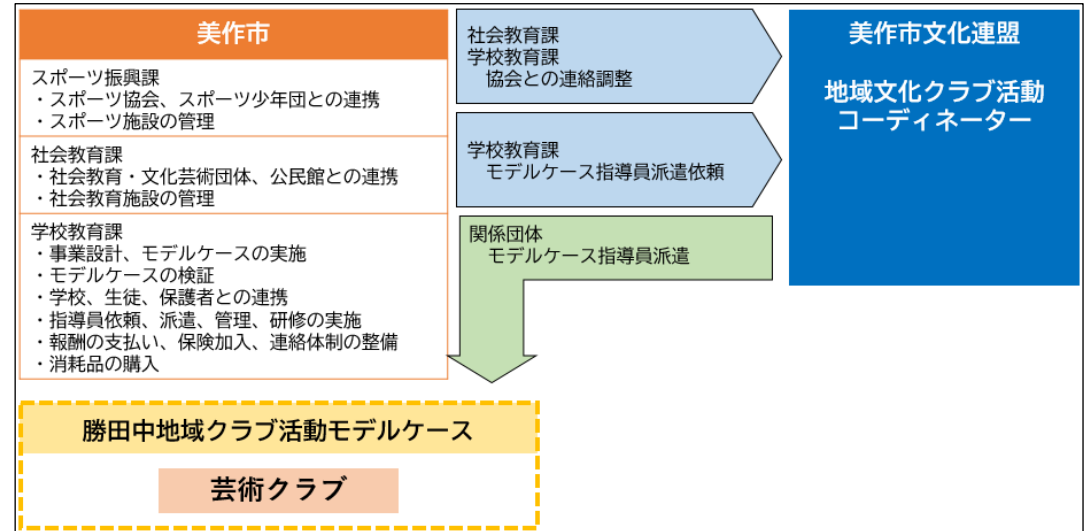 美作市
スポーツ振興課
・スポーツ協会、スポーツ少年団との連携
・スポーツ施設の管理
社会教育課
・社会教育・文化芸術団体、公民館との連携
・社会教育施設の管理
学校教育課
・事業設計、モデルケースの実施
・モデルケースの検証
・学校、生徒、保護者との連携
・指導員依頼、派遣、管理、研修の実施
・報酬の支払い、保険加入、連絡体制の整備
・消耗品の購入
社会教育課
学校教育課
協会との連絡調整
学校教育課
モデルケース指導員派遣依頼
関係団体
モデルケース指導員派遣
美作市文化連盟
地域文化クラブ活動
コーディネーター
勝田中地域クラブ活動モデルケース
芸術クラブ